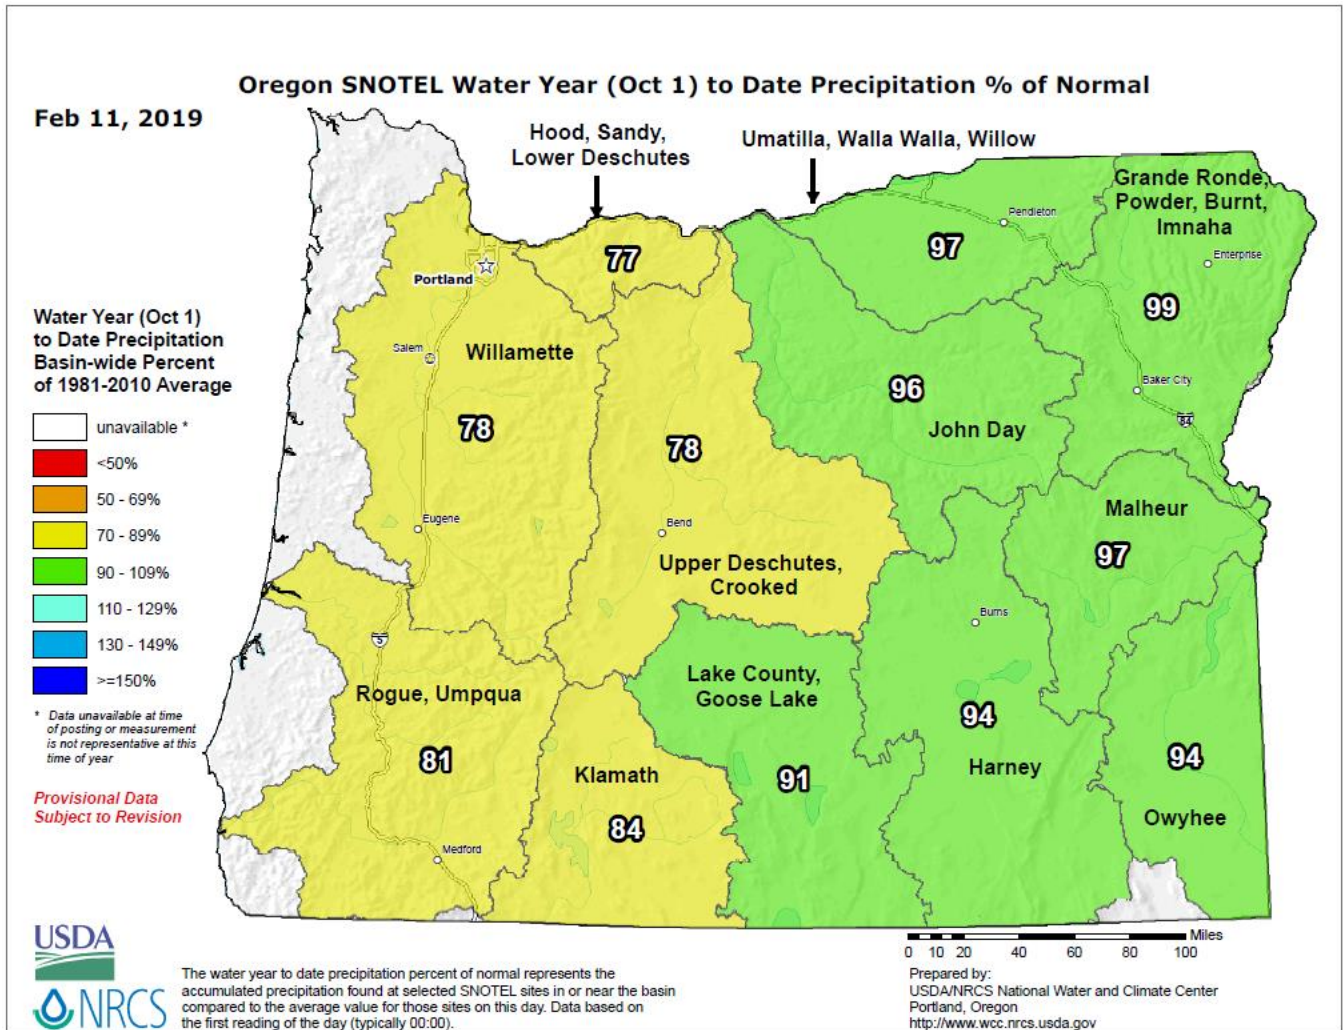 Oregon SNOTEL Water Year (Oct 1) to Date Precipitation % of Normal
Feb 11, 2019
Hood, Sandy,
Lower Deschutes
Umatilla, Walla Walla, Willow
Grande Ronde,
Powder, Burnt,
Imnaha
Pendleton
97
Enterprise
77
Portland
99
Water Year (Oct 1)
to Date Precipitation
Basin-wide Percent
of 1981-2010 Average
unavailable *
<50%
50 - 69%
70 - 89%
90 - 109%
110 - 129%
130 - 149%
>=150%
* Data unavailable at time
of posting or measurement
is not representative at this
time of year
Provisional Data
Subject to Revision
Salem
Willamette
78
Eugene
78
Bend
Upper Deschutes,
Crooked
96
John Day
Baker City
84
Malheur
97
Burns
5
Rogue, Umpqua
81
Medford
Klamath
84
Lake County,
Goose Lake
91
94
Harney
94
Owyhee
Miles
0 10 20 40 60 80 100
USDA
NRCS
The water year to date precipitation percent of normal represents the
accumulated precipitation found at selected SNOTEL sites in or near the basin
compared to the average value for those sites on this day. Data based on
the first reading of the day (typically 00:00).
Prepared by:
USDA/NRCS National Water and Climate Center
Portland, Oregon
http://www.wcc.nrcs.usda.gov